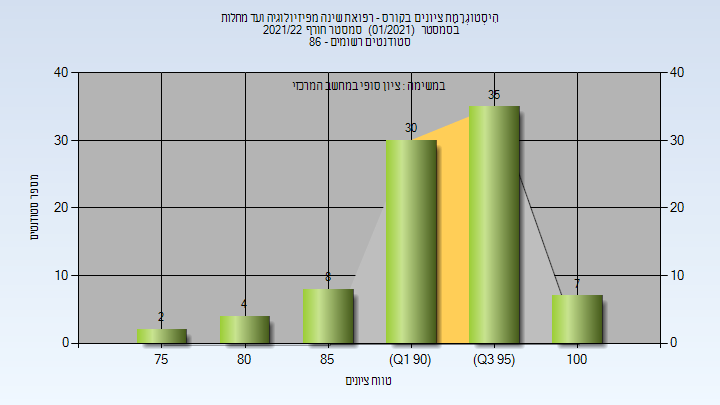 היסטוגרמת ציונים בקורס - רפואת שינה מפיזיולוגיה ועד מחלות
בסמסטר (01/2021) סמסטר חורף 2021/22
סטודנטים רשומים - 86
במשימה : ציון סופי במחשב המרכזי
40 40
35
30 30 30
20 20
10 10
8
7
4
2
0 0
75 80 85 (Q1 90) (Q3 95) 100
מספר סטודנטים
טווח ציונים